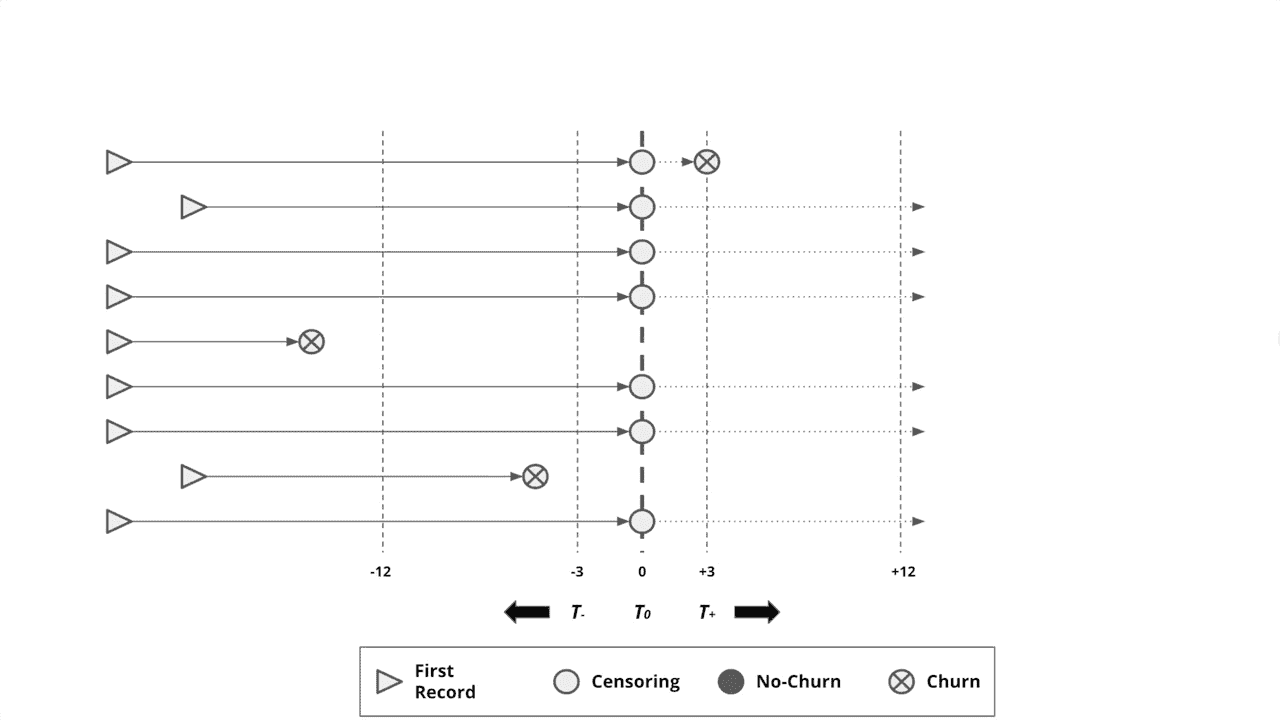 -12 -3 0 +3 +12
T- T0 T+
First
Record
Censoring
No-Churn
Churn